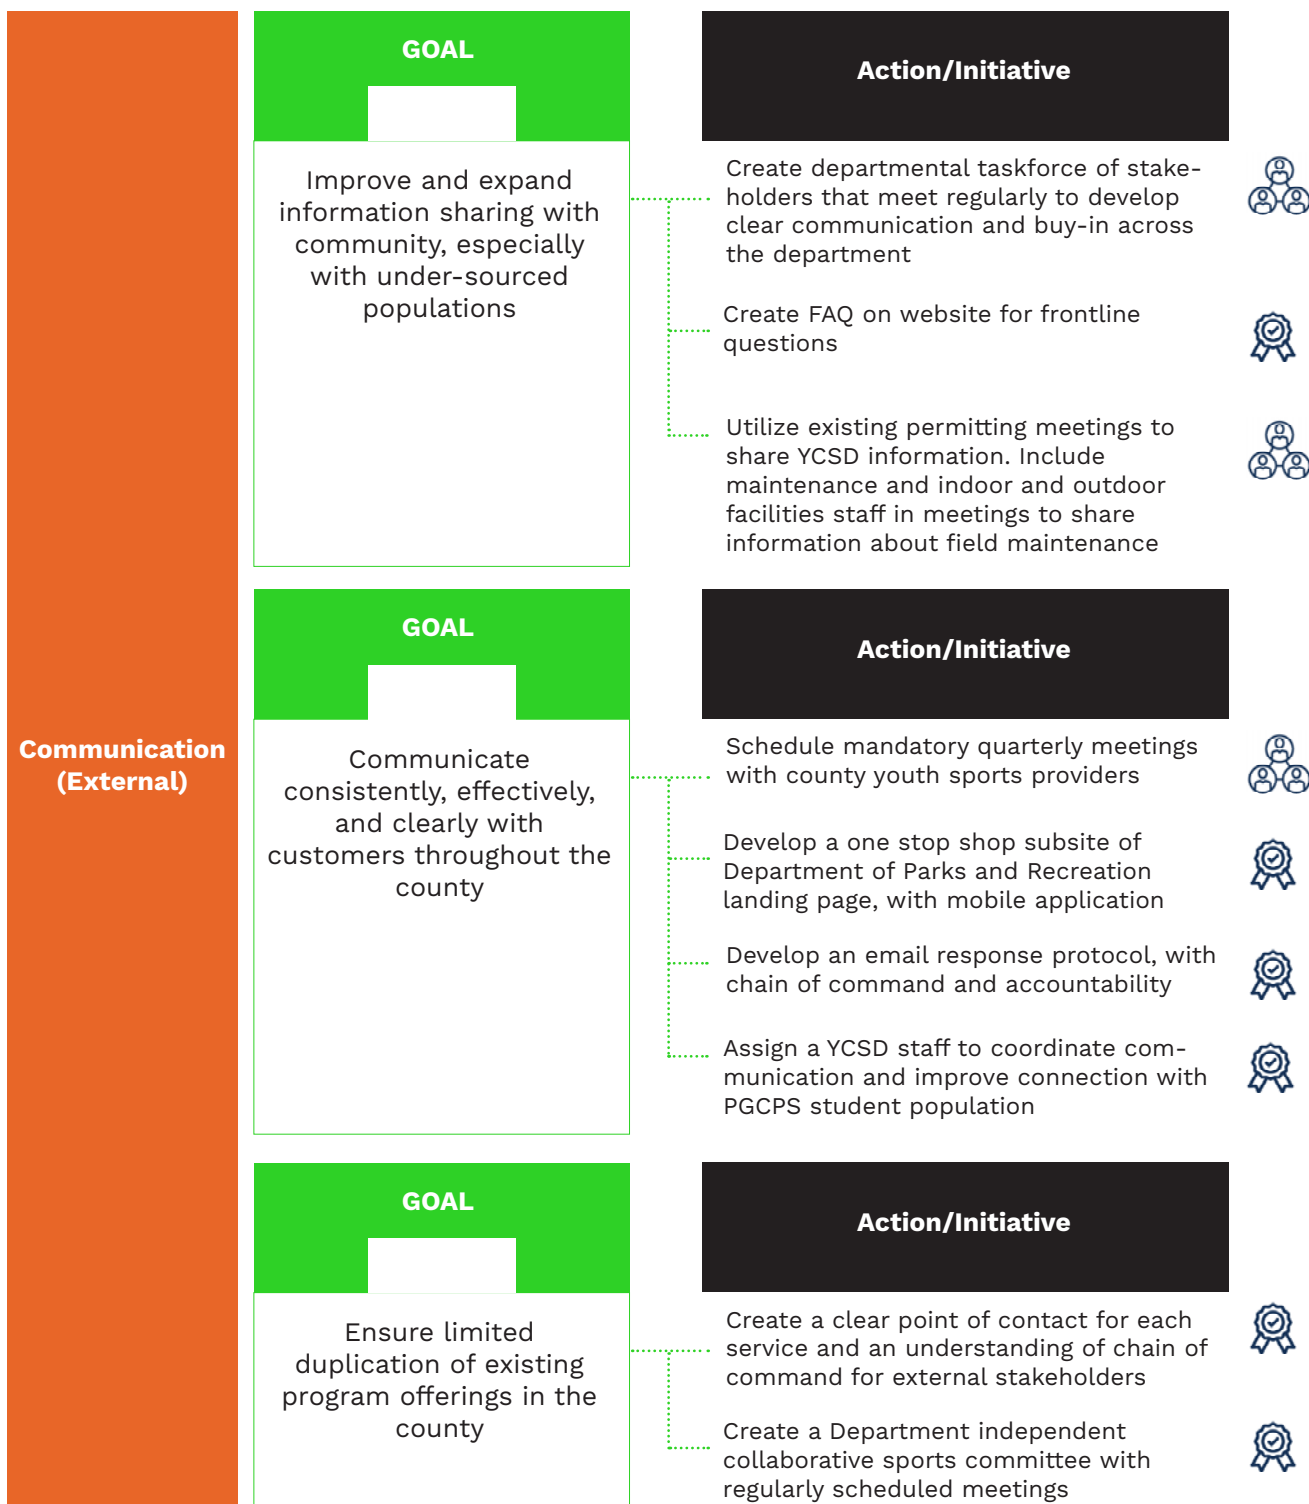 Communication
(External)
GOAL
Improve and expand
information sharing with
community, especially
with under-sourced
populations
Action/Initiative
Create departmental taskforce of stake-
holders that meet regularly to develop
clear communication and buy-in across
the department
Create FAQ on website for frontline
questions
Utilize existing permitting meetings to
share YCSD information. Include
maintenance and indoor and outdoor
facilities staff in meetings to share
information about field maintenance
GOAL
Communicate
consistently, effectively,
and clearly with
customers throughout the
county
Action/Initiative
Schedule mandatory quarterly meetings
with county youth sports providers
Develop a one stop shop subsite of
Department of Parks and Recreation
landing page, with mobile application
Develop an email response protocol, with
chain of command and accountability
Assign a YCSD staff to coordinate com-
munication and improve connection with
PGCPS student population
GOAL
Ensure limited
duplication of existing
program offerings in the
county
Action/Initiative
Create a clear point of contact for each
service and an understanding of chain of
command for external stakeholders
Create a Department independent
collaborative sports committee with
regularly scheduled meetings